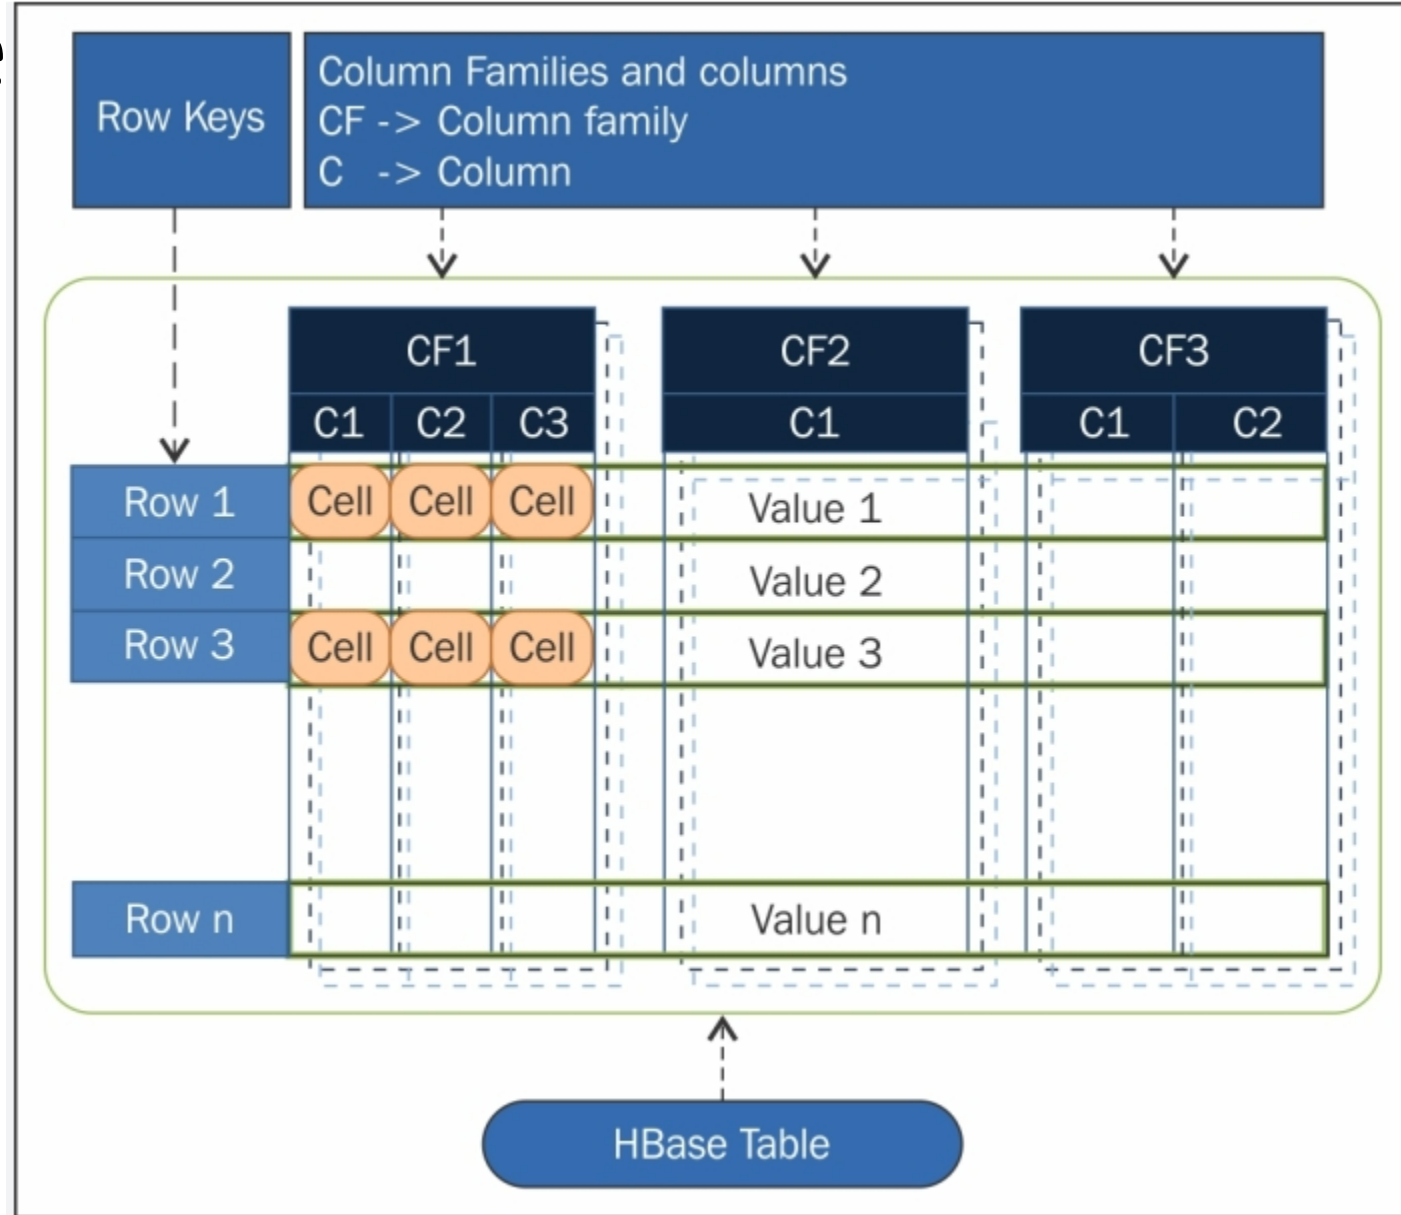 Row Keys
Column Families and columns
CF -> Column family
C -> Column
CF1
CF2
CF3
C1
C2
C3
C1
C1
C2
Row 1
Cell
Cell
Cell
Value 1
Row 2
Value 2
Row 3
Cell
Cell
Cell
Value 3
Row n
Value n
HBase Table